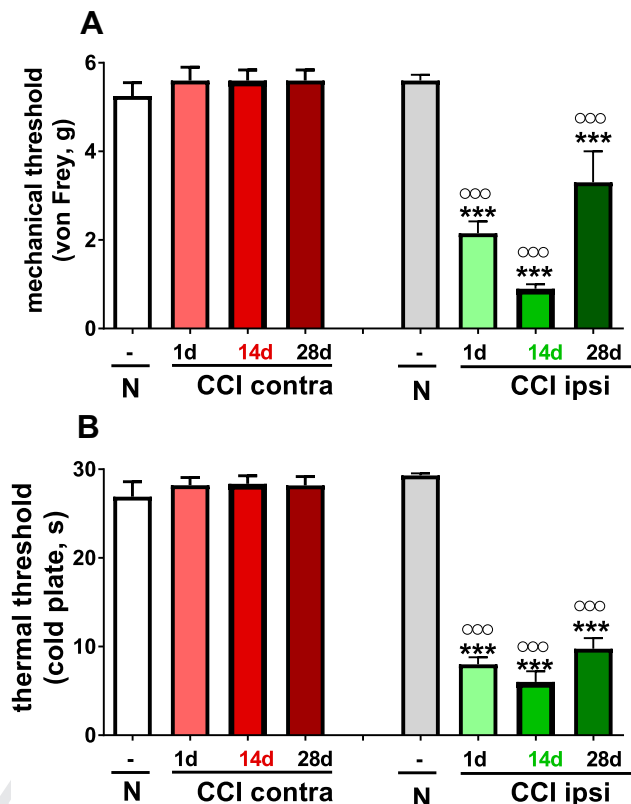 A
mechanical threshold
(von Frey, g)
6
4
2
0
○○○
***
○○○
***
○○○
***
- 1d 14d 28d - 1d 14d 28d
N CCI contra N CCI ipsi
B
thermal threshold
(cold plate, s)
30
20
10
0
○○○
***
○○○
***
○○○
***
- 1d 14d 28d - 1d 14d 28d
N CCI contra N CCI ipsi